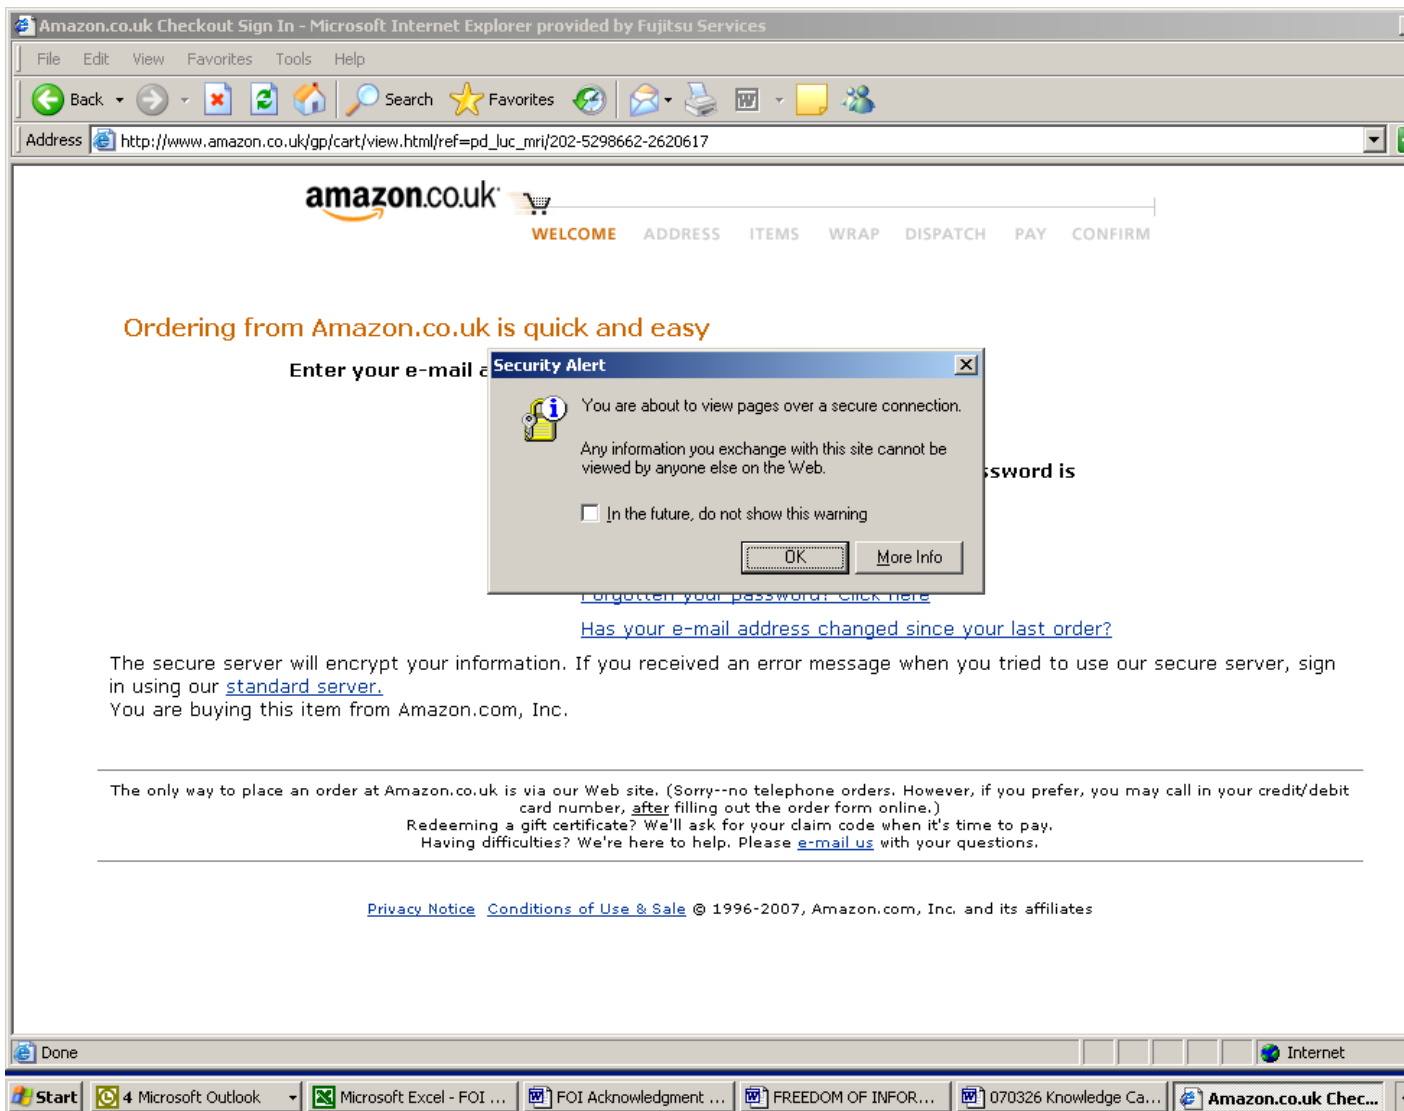 Amazon.co.uk Checkout Sign In - Microsoft Internet Explorer provided by Fujitsu Services
File Edit View Favorites Tools Help
Back Search Favorites
Address http://www.amazon.co.uk/gp/cart/view.html/ref=pd_luc_mri/202-5298662-2620617
amazon.co.uk
WELCOME ADDRESS ITEMS WRAP DISPATCH PAY CONFIRM
Ordering from Amazon.co.uk is quick and easy
Enter your e-mail
Security Alert
You are about to view pages over a secure connection.
Any information you exchange with this site cannot be
viewed by anyone else on the Web.
ssword is
In the future, do not show this warning
OK More Info
Forgotten your password? Click here
Has your e-mail address changed since your last order?
The secure server will encrypt your information. If you received an error message when you tried to use our secure server, sign
in using our standard server.
You are buying this item from Amazon.com, Inc.
The only way to place an order at Amazon.co.uk is via our Web site. (Sorry--no telephone orders. However, if you prefer, you may call in your credit/debit
card number, after filling out the order form online.)
Redeeming a gift certificate? We'll ask for your claim code when it's time to pay.
Having difficulties? We're here to help. Please e-mail us with your questions.
Privacy Notice Conditions of Use & Sale © 1996-2007, Amazon.com, Inc. and its affiliates
Done Internet
Start 4 Microsoft Outlook Microsoft Excel - FOI ... FOI Acknowledgment ... FREEDOM OF INFOR... 070326 Knowledge Ca... Amazon.co.uk Chec...